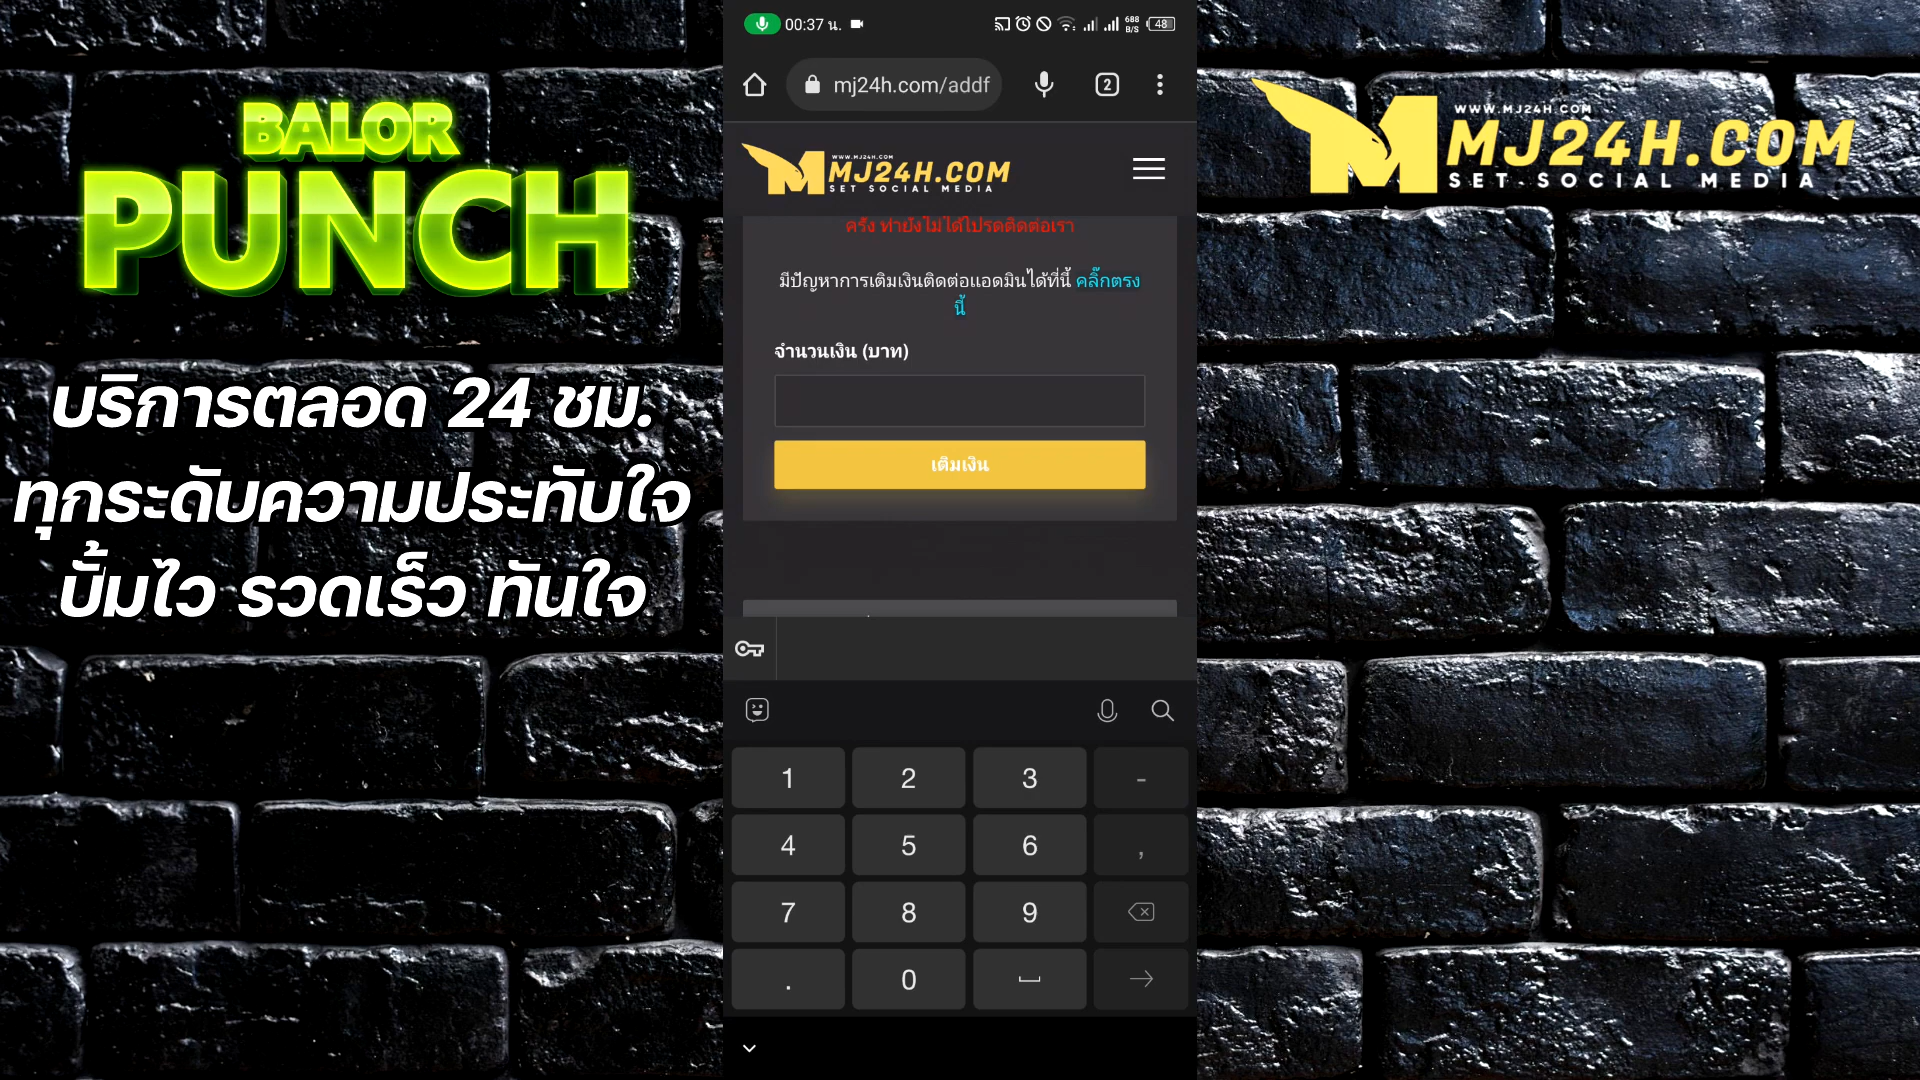 BALOR
PUNCH
บริการตลอด 24 ชม.
ทุกระดับความประทับใจ
ปั้มไว รวดเร็ว ทันใจ
00:37 น.
688
B/S
48
mj24h.com/addf
2
WWW.MJ24H.COM
MJ24H.COM
SET SOCIAL MEDIA
ครั้ง ทำยังไม่ได้โปรดติดต่อเรา
มีปัญหาการเติมเงินติดต่อแอดมินได้ที่นี้ คลิ๊กตรง
นี้
จำนวนเงิน (บาท)
เติมเงิน
1 2 3 -
4 5 6 ,
7 8 9
. 0
WWW.MJ24H.COM
MJ24H.COM
SET SOCIAL MEDIA